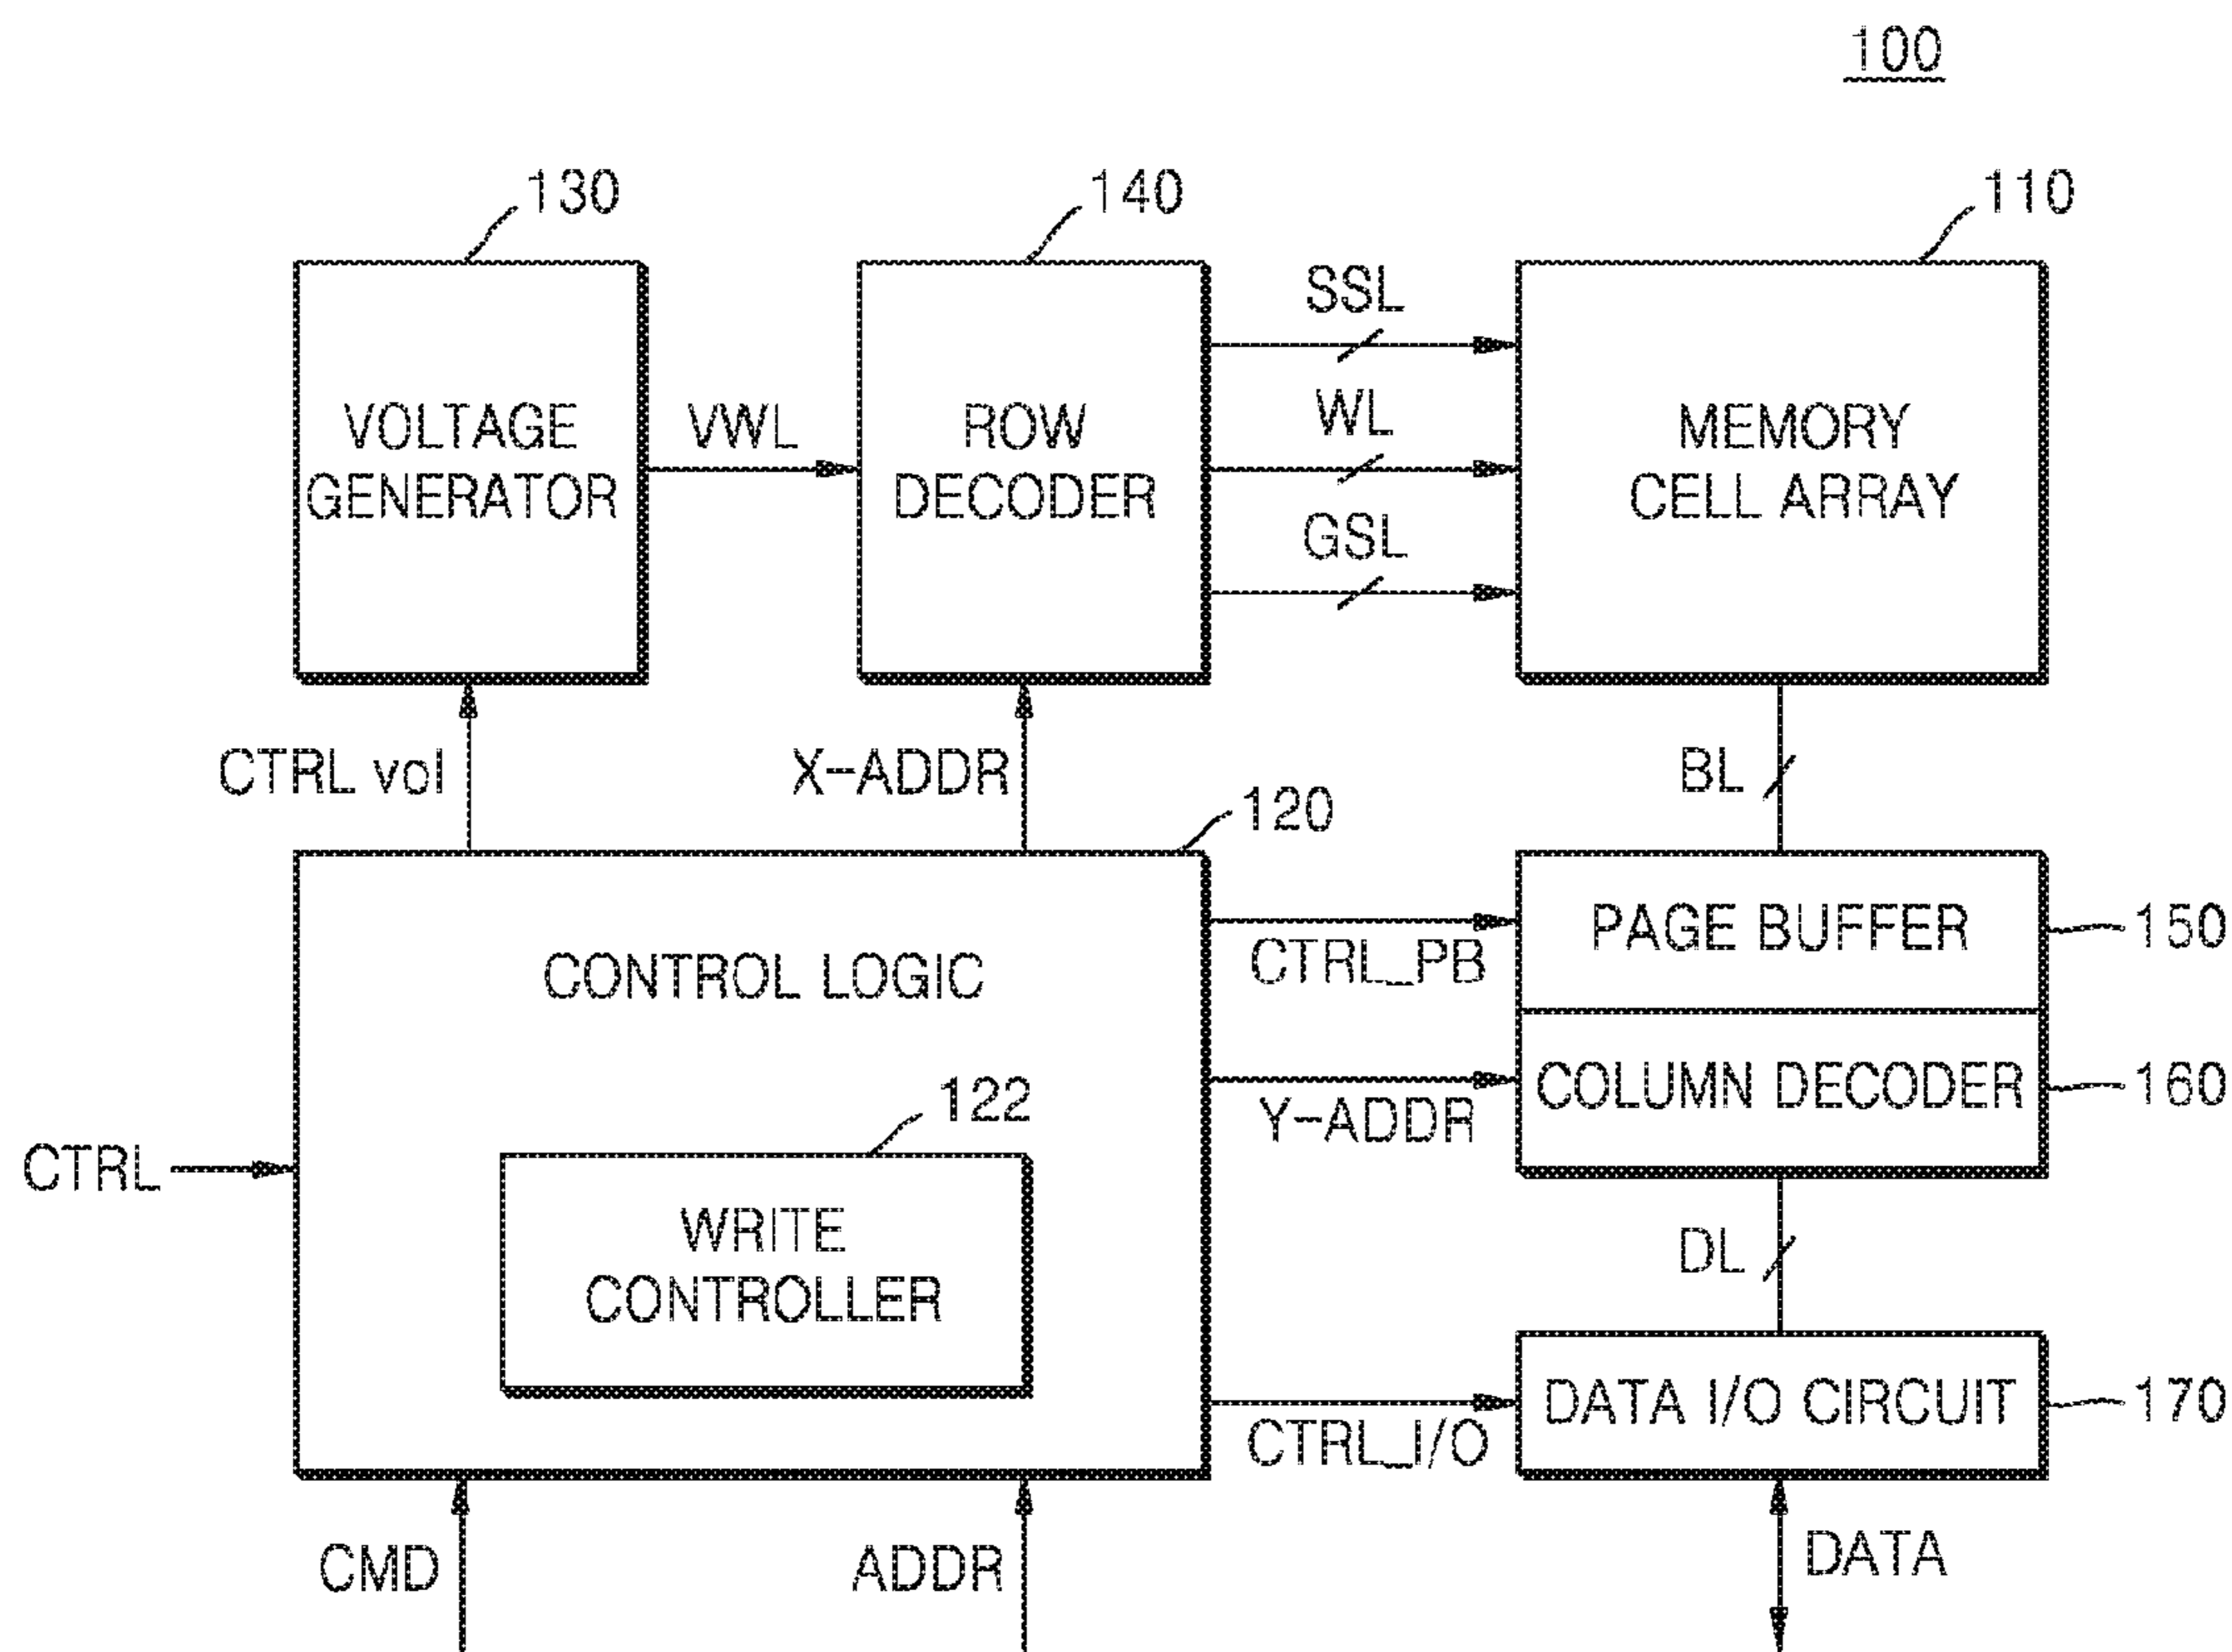 100
130
140
110
VOLTAGE
GENERATOR
VWL
ROW
DECODER
SSL
WL
GSL
MEMORY
CELL ARRAY
CTRL vol
X-ADDR
BL
120
CONTROL LOGIC
CTRL_PB
PAGE BUFFER
150
Y-ADDR
COLUMN DECODER
160
122
CTRL
WRITE
CONTROLLER
DL
CTRL_I/O
DATA I/O CIRCUIT
170
CMD
ADDR
DATA